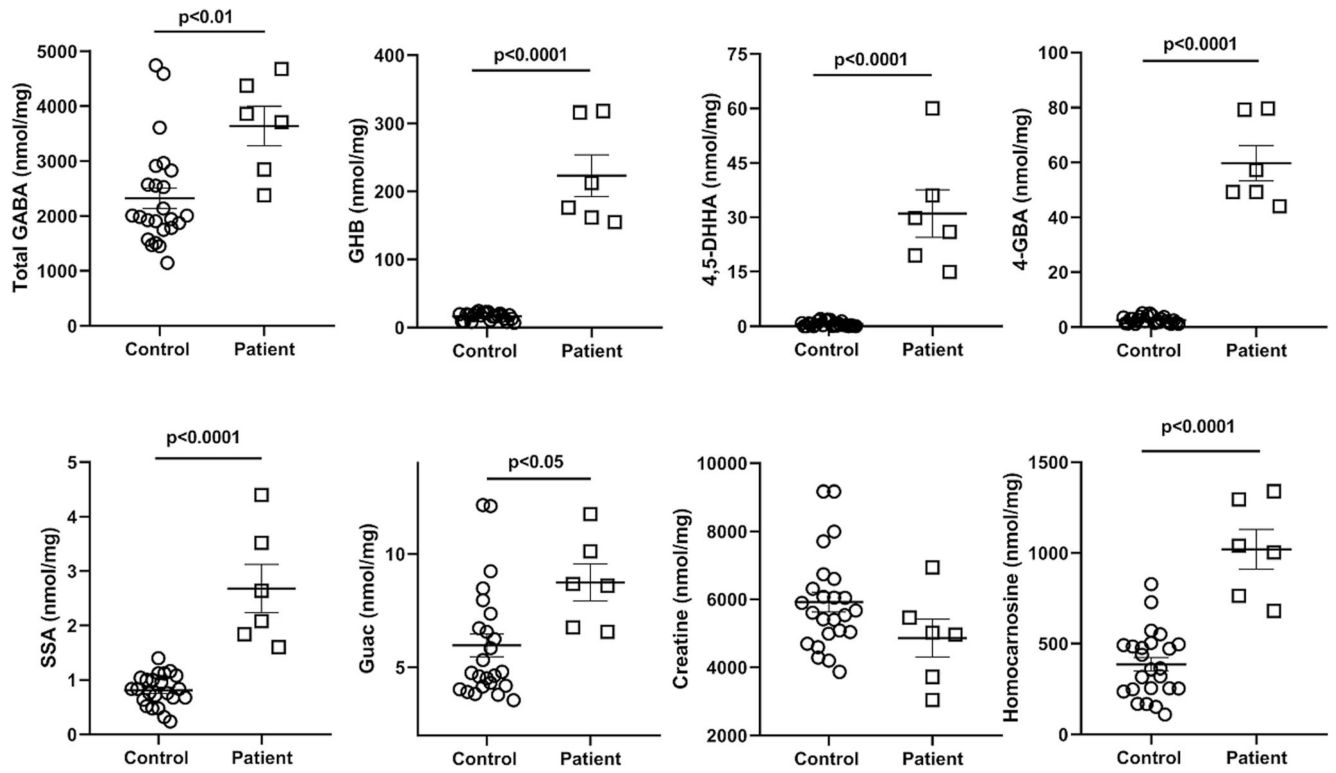 p<0.01
5000
4000
3000
2000
1000
0
Total GABA (nmol/mg)
Control Patient
p<0.0001
400
300
200
100
0
GHB (nmol/mg)
Control Patient
p<0.0001
75
60
45
30
15
0
4,5-DHHA (nmol/mg)
Control Patient
p<0.0001
100
80
60
40
20
0
4-GBA (nmol/mg)
Control Patient
p<0.0001
5
4
3
2
1
0
SSA (nmol/mg)
Control Patient
p<0.05
10
5
Guac (nmol/mg)
Control Patient
10000
8000
6000
4000
2000
Creatine (nmol/mg)
Control Patient
p<0.0001
1500
1000
500
0
Homocarnosine (nmol/mg)
Control Patient